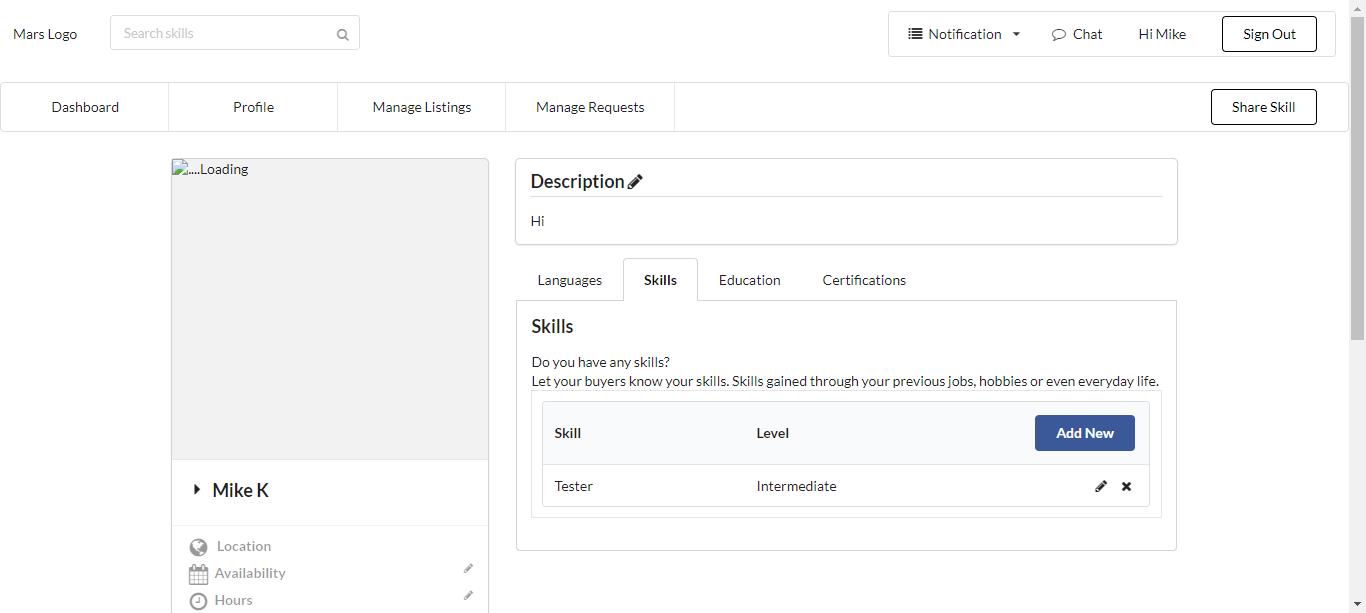 Mars Logo
Search skills
Notification
Chat
Hi Mike
Sign Out
Dashboard
Profile
Manage Listings
Manage Requests
Share Skill
....Loading
Mike K
Location
Availability
Hours
Description
Hi
Languages
Skills
Education
Certifications
Skills
Do you have any skills?
Let your buyers know your skills. Skills gained through your previous jobs, hobbies or even everyday life.
Skill Level Add New
Tester Intermediate